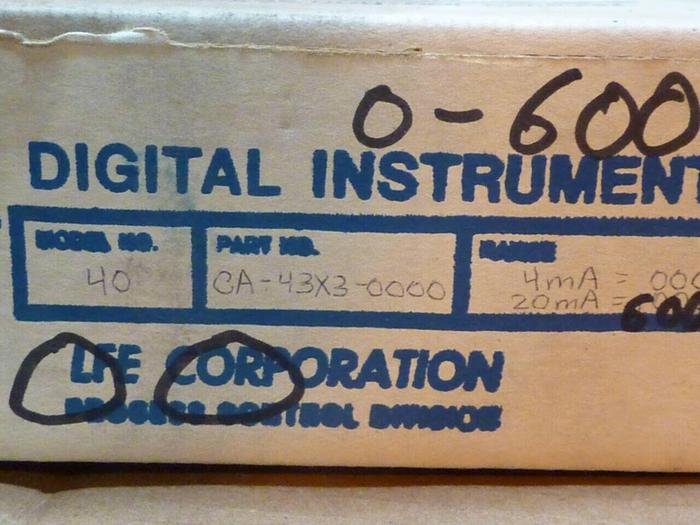 0-600
DIGITAL INSTRUMENT
MODEL NO.
PART NO.
RANGE
40
CA-43X3-0000
4mA = 000
20mA =
600
LFE CORPORATION
PROCESS CONTROL DIVISION